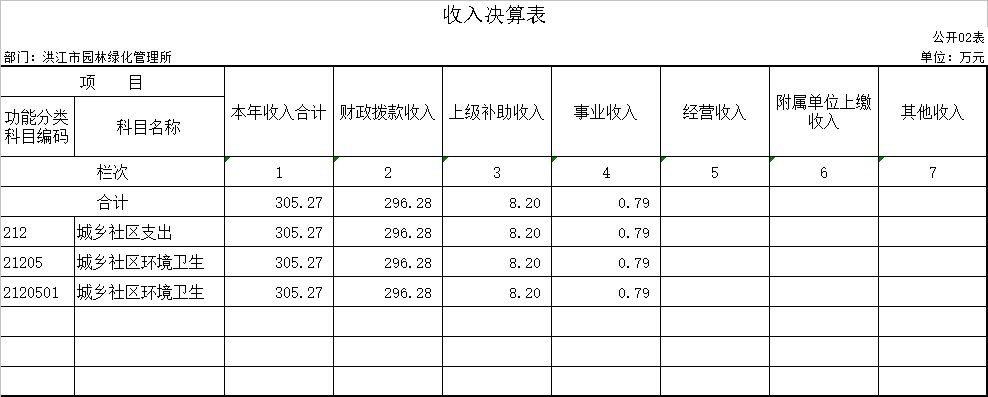 收入决算表
公开02表
部门：洪江市园林绿化管理所 单位：万元
项 目 本年收入合计 财政拨款收入 上级补助收入 事业收入 经营收入 附属单位上缴收入 其他收入
功能分类科目编码 科目名称
栏次 1 2 3 4 5 6 7
合计 305.27 296.28 8.20 0.79
212 城乡社区支出 305.27 296.28 8.20 0.79
21205 城乡社区环境卫生 305.27 296.28 8.20 0.79
2120501 城乡社区环境卫生 305.27 296.28 8.20 0.79